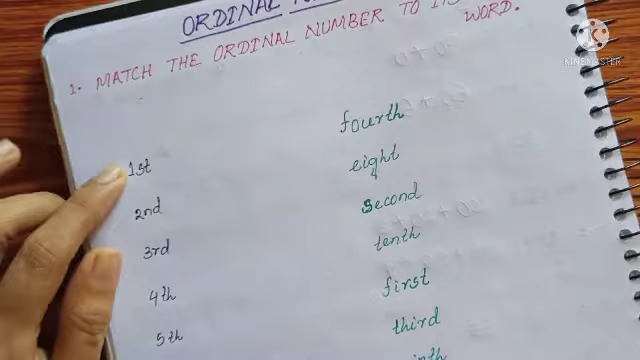 ORDINAL
1. MATCH THE ORDINAL NUMBER TO ITS
WORD.
KINEMASTER
fourth
1st eight
2nd second
3rd tenth
4th first
5th third